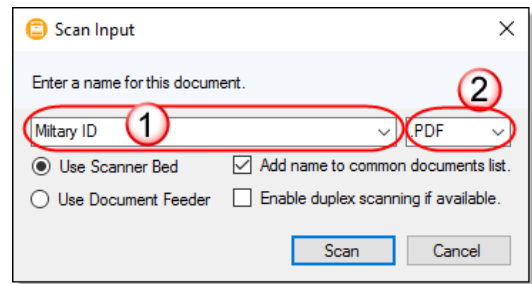 Scan Input
Enter a name for this document.
2
Miltary ID 1 .PDF
Use Scanner Bed Add name to common documents list.
Use Document Feeder Enable duplex scanning if available.
Scan Cancel